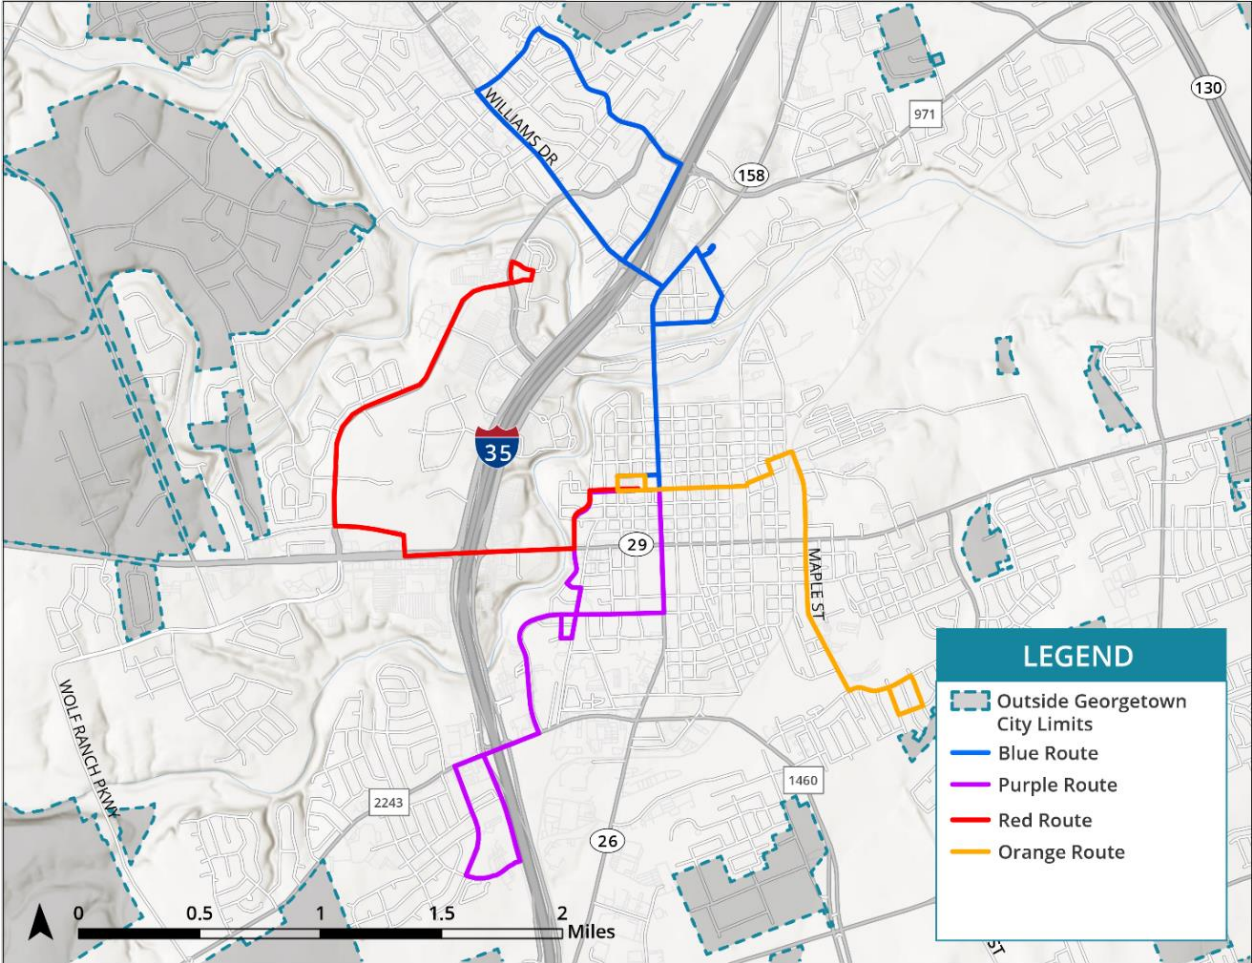 WILLIAMS DR
130
971
158
35
29
MAPLE ST
WOLF RANCH PKWY
2243
1460
26
LEGEND
Outside Georgetown
City Limits
Blue Route
Purple Route
Red Route
Orange Route
0 0.5 1 1.5 2
Miles
ST